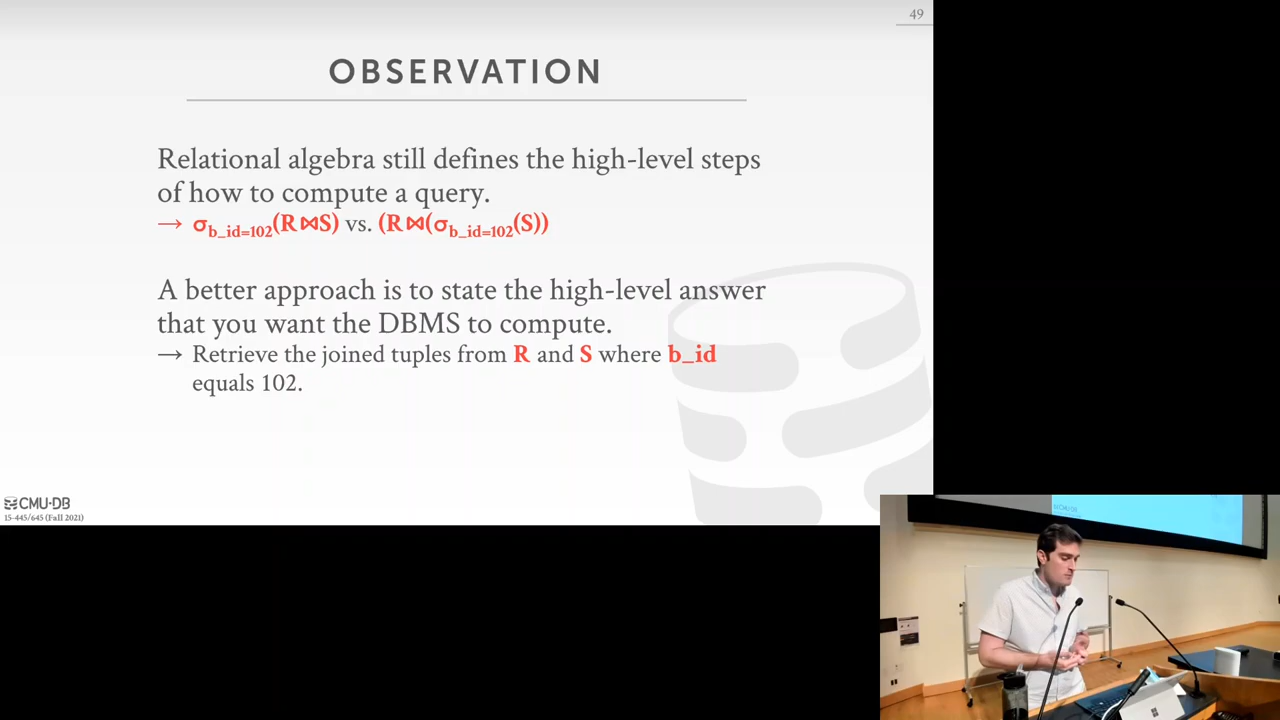 49
OBSERVATION
Relational algebra still defines the high-level steps
of how to compute a query.
→ σb_id=102(R⋈S) vs. (R⋈(σb_id=102(S))
A better approach is to state the high-level answer
that you want the DBMS to compute.
→ Retrieve the joined tuples from R and S where b_id
equals 102.
CMU·DB
15-445/645 (Fall 2021)